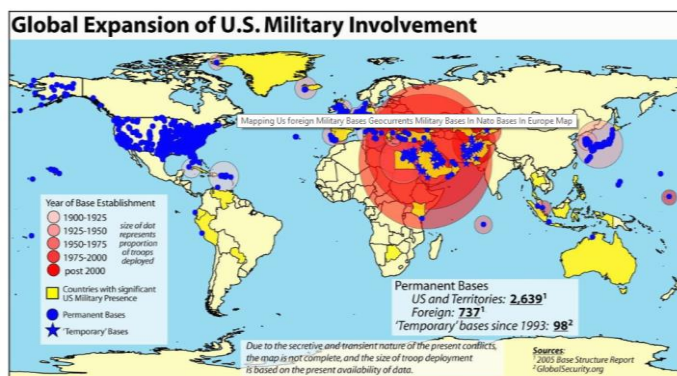 Global Expansion of U.S. Military Involvement
Mapping Us foreign Military Bases Geocurrents Military Bases In Nato Bases In Europe Map
Year of Base Establishment
1900-1925
1925-1950
1950-1975
1975-2000
post 2000
size of dot
represents
proportion
of troops
deployed
Countries with significant
US Military Presence
Permanent Bases
'Temporary' Bases
Permanent Bases
US and Territories: 2,639¹
Foreign: 737¹
'Temporary' bases since 1993: 98²
Due to the secretive and transient nature of the present conflicts,
the map is not complete, and the size of troop deployment
is based on the present availability of data.
Sources:
¹ 2005 Base Structure Report
² GlobalSecurity.org